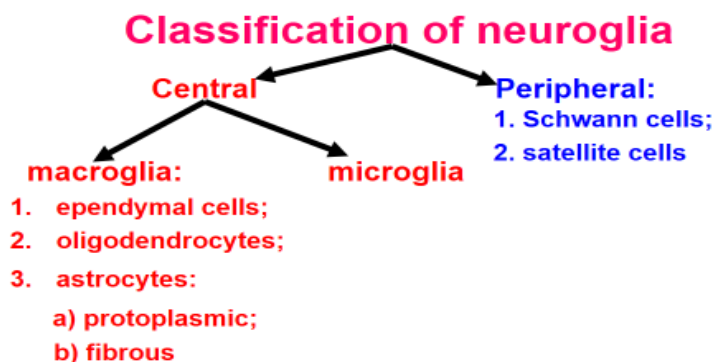 Classification of neuroglia
Central
Peripheral:
1. Schwann cells;
2. satellite cells
macroglia:
microglia
1. ependymal cells;
2. oligodendrocytes;
3. astrocytes:
a) protoplasmic;
b) fibrous